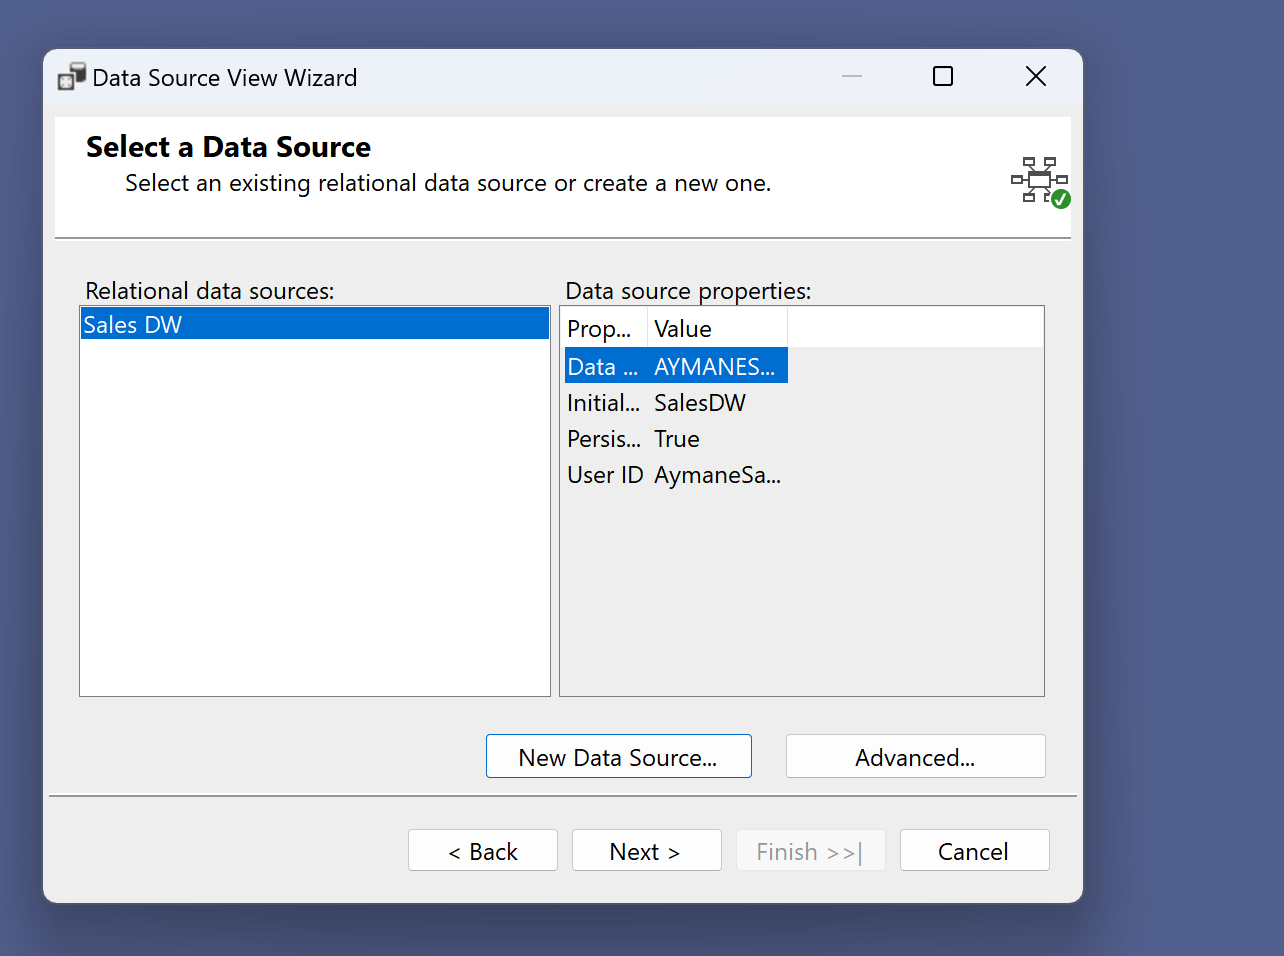 Data Source View Wizard
Select a Data Source
Select an existing relational data source or create a new one.
Relational data sources:
Sales DW
Data source properties:
Prop... Value
Data ... AYMANES...
Initial... SalesDW
Persis... True
User ID AymaneSa...
New Data Source... Advanced...
< Back Next > Finish >>| Cancel